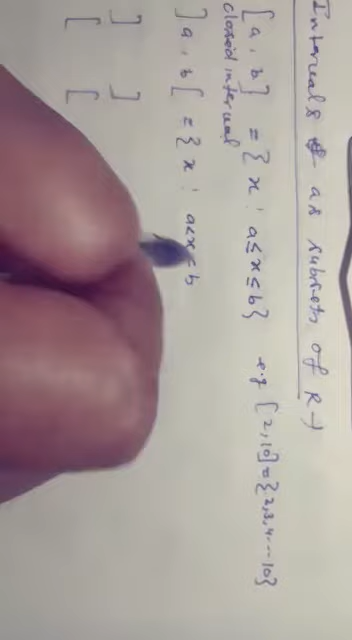 Intervals as subsets of R →
[a, b] = {x : a ≤ x ≤ b} e.g [2, 10] = {2, 3, 4 .... 10}
closed interval
]a, b[ = {x : a < x < b
] ]
[ [